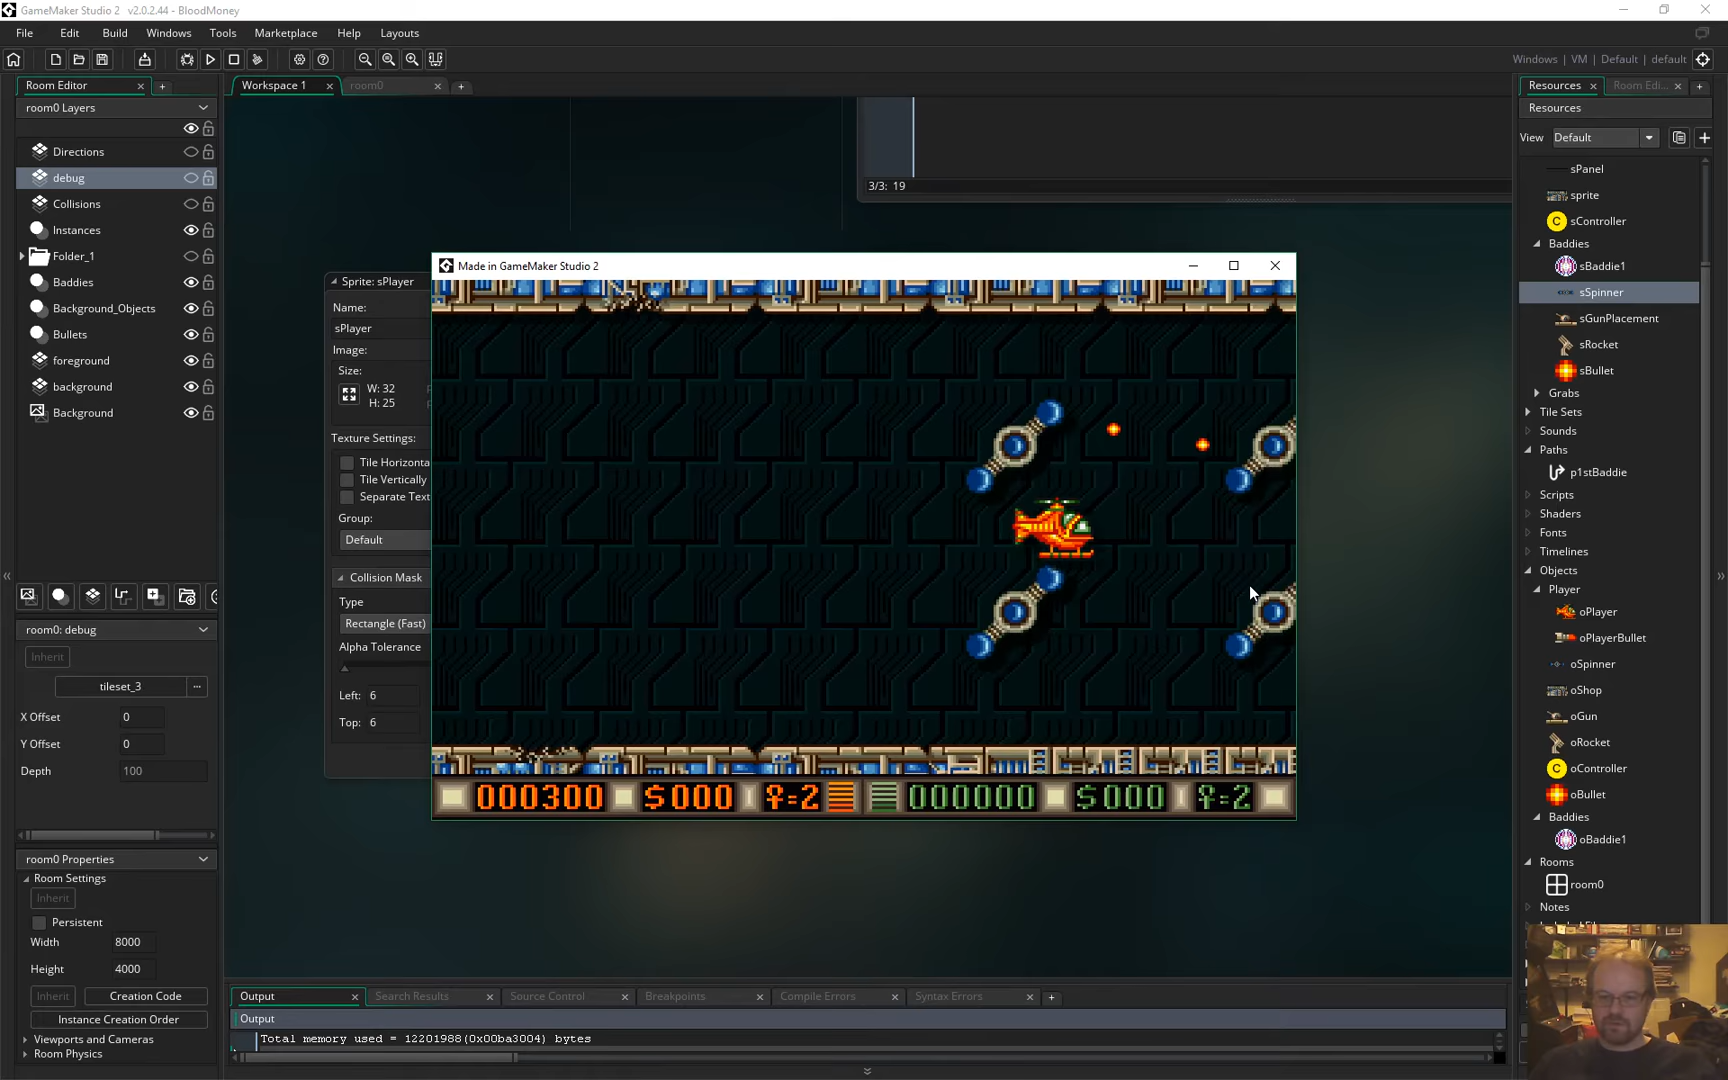 GameMaker Studio 2 v2.0.2.44 - BloodMoney
File Edit Build Windows Tools Marketplace Help Layouts
Windows | VM | Default | default
Room Editor
room0 Layers
Directions
debug
Collisions
Instances
Folder_1
Baddies
Background_Objects
Bullets
foreground
background
Background
room0: debug
Inherit
tileset_3 ...
X Offset 0
Y Offset 0
Depth 100
room0 Properties
Room Settings
Inherit
Persistent
Width 8000
Height 4000
Inherit Creation Code
Instance Creation Order
Viewports and Cameras
Room Physics
Workspace 1 room0
3/3: 19
Sprite: sPlayer
Name:
sPlayer
Image:
Size:
W: 32
H: 25
Texture Settings:
Tile Horizonta
Tile Vertically
Separate Text
Group:
Default
Collision Mask
Type
Rectangle (Fast)
Alpha Tolerance
Left: 6
Top: 6
Made in GameMaker Studio 2
000300 $000 =2 000000 $000 =2
Output Search Results Source Control Breakpoints Compile Errors Syntax Errors
Output
Total memory used = 12201988(0x00ba3004) bytes
Resources Room Edi...
Resources
View Default
sPanel
sprite
sController
Baddies
sBaddie1
sSpinner
sGunPlacement
sRocket
sBullet
Grabs
Tile Sets
Sounds
Paths
p1stBaddie
Scripts
Shaders
Fonts
Timelines
Objects
Player
oPlayer
oPlayerBullet
oSpinner
oShop
oGun
oRocket
oController
oBullet
Baddies
oBaddie1
Rooms
room0
Notes